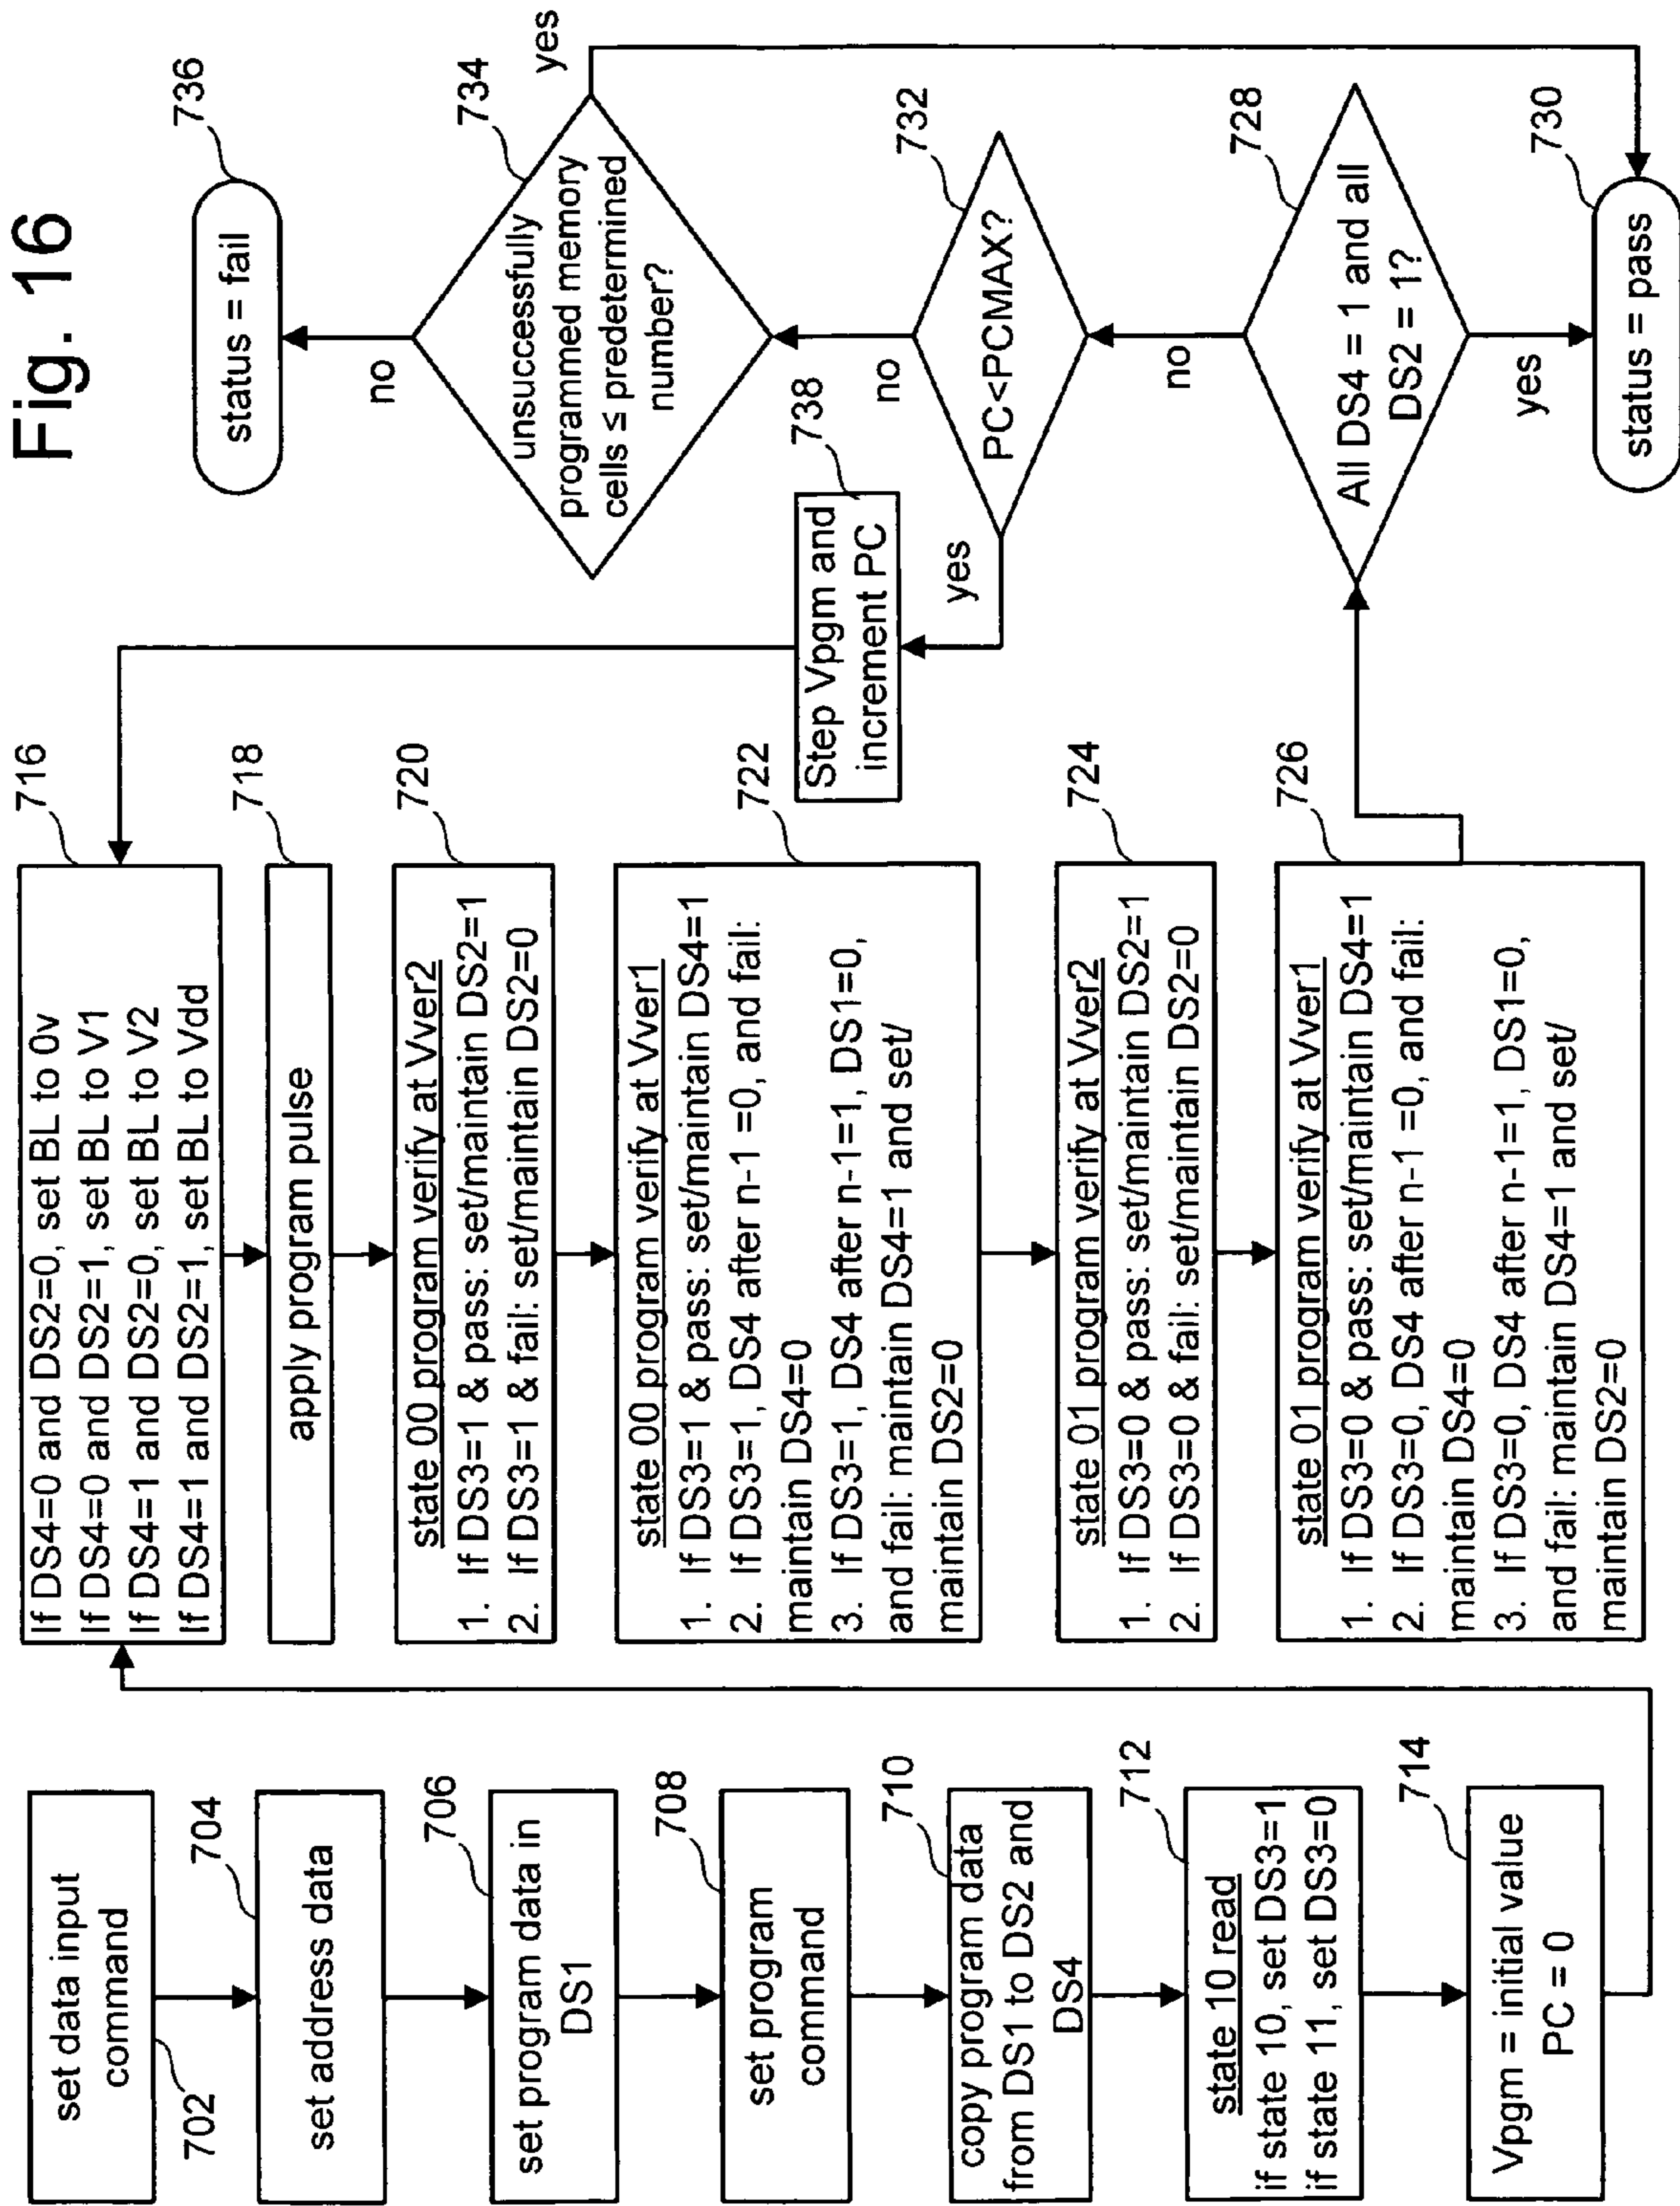 Fig. 16
set data input
command
702
704
set address data
706
set program data in
DS1
708
set program
command
710
copy program data
from DS1 to DS2 and
DS4
712
state 10 read
if state 10, set DS3=1
if state 11, set DS3=0
714
Vpgm = initial value
PC = 0
716
If DS4=0 and DS2=0, set BL to 0v
If DS4=0 and DS2=1, set BL to V1
If DS4=1 and DS2=0, set BL to V2
If DS4=1 and DS2=1, set BL to Vdd
718
apply program pulse
720
state 00 program verify at Vver2
1. If DS3=1 & pass: set/maintain DS2=1
2. If DS3=1 & fail: set/maintain DS2=0
722
state 00 program verify at Vver1
1. If DS3=1 & pass: set/maintain DS4=1
2. If DS3=1, DS4 after n-1 =0, and fail:
maintain DS4=0
3. If DS3=1, DS4 after n-1=1, DS1=0,
and fail: maintain DS4=1 and set/
maintain DS2=0
724
state 01 program verify at Vver2
1. If DS3=0 & pass: set/maintain DS2=1
2. If DS3=0 & fail: set/maintain DS2=0
726
state 01 program verify at Vver1
1. If DS3=0 & pass: set/maintain DS4=1
2. If DS3=0, DS4 after n-1 =0, and fail:
maintain DS4=0
3. If DS3=0, DS4 after n-1=1, DS1=0,
and fail: maintain DS4=1 and set/
maintain DS2=0
736
status = fail
no
734
unsuccessfully
programmed memory
cells ≤ predetermined
number?
yes
738
Step Vpgm and
increment PC
no
732
PC<PCMAX?
yes
no
728
All DS4 = 1 and all
DS2 = 1?
yes
730
status = pass